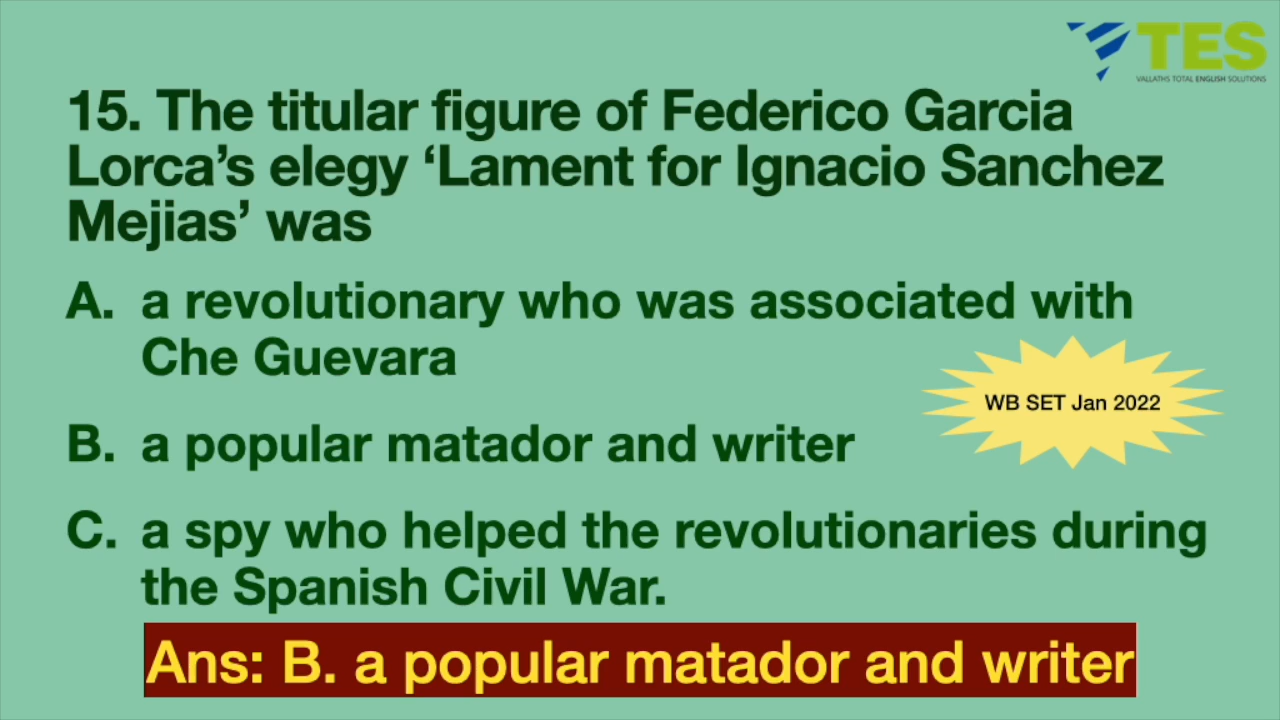 TES
VALLATHS TOTAL ENGLISH SOLUTIONS
15. The titular figure of Federico Garcia
Lorca’s elegy ‘Lament for Ignacio Sanchez
Mejias’ was
A. a revolutionary who was associated with
Che Guevara
WB SET Jan 2022
B. a popular matador and writer
C. a spy who helped the revolutionaries during
the Spanish Civil War.
Ans: B. a popular matador and writer